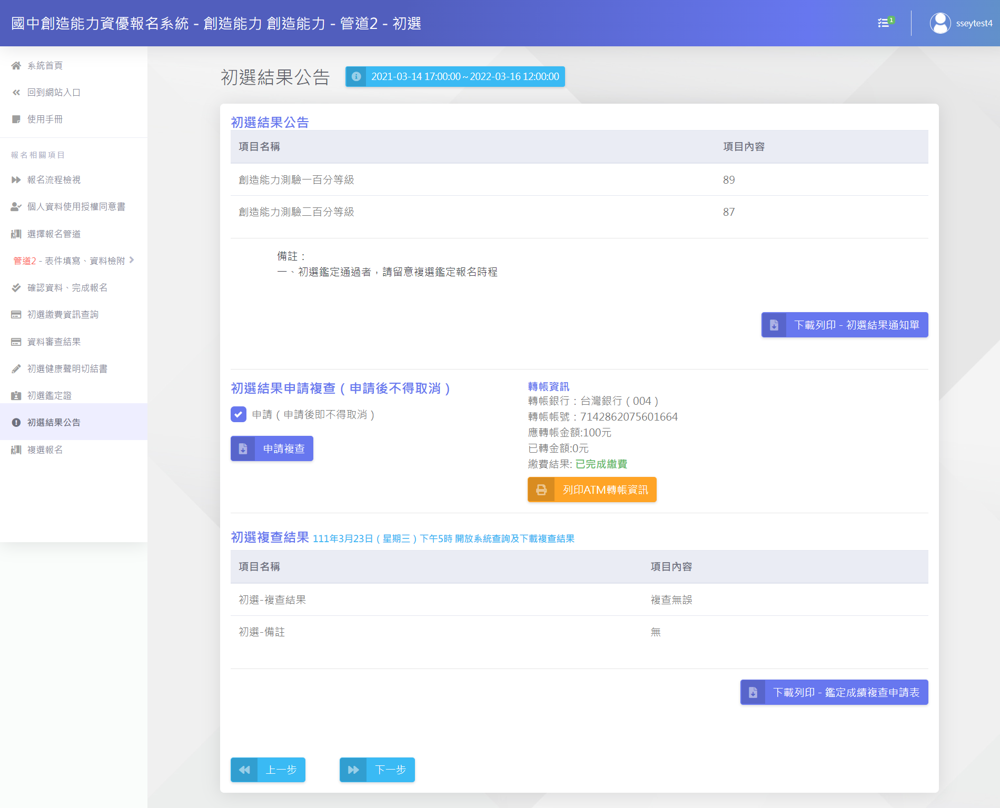 國中創造能力資優報名系統 - 創造能力 創造能力 - 管道2 - 初選
1
sseytest4
系統首頁
回到網站入口
使用手冊
報名相關項目
報名流程檢視
個人資料使用授權同意書
選擇報名管道
管道2 - 表件填寫、資料檢附
確認資料、完成報名
初選繳費資訊查詢
資料審查結果
初選健康聲明切結書
初選鑑定證
初選結果公告
複選報名
初選結果公告
2021-03-14 17:00:00 ~ 2022-03-16 12:00:00
初選結果公告
項目名稱 項目內容
創造能力測驗一百分等級 89
創造能力測驗二百分等級 87
備註：
一、初選鑑定通過者，請留意複選鑑定報名時程
下載列印 - 初選結果通知單
初選結果申請複查（申請後不得取消）
申請（申請後即不得取消）
申請複查
轉帳資訊
轉帳銀行：台灣銀行（004）
轉帳帳號：7142862075601664
應轉帳金額:100元
已轉金額:0元
繳費結果: 已完成繳費
列印ATM轉帳資訊
初選複查結果 111年3月23日（星期三）下午5時 開放系統查詢及下載複查結果
項目名稱 項目內容
初選-複查結果 複查無誤
初選-備註 無
下載列印 - 鑑定成績複查申請表
上一步
下一步